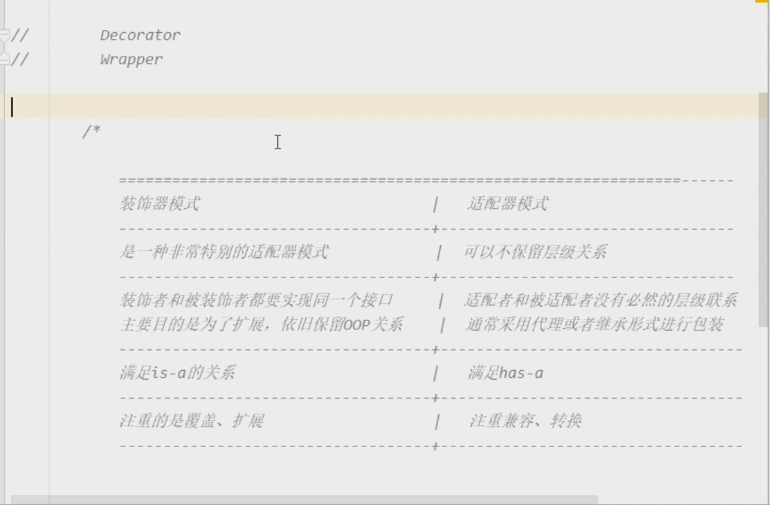 // Decorator
// Wrapper
/*
==============================================================------
装饰器模式 | 适配器模式
-----------------------------------+---------------------------------
是一种非常特别的适配器模式 | 可以不保留层级关系
-----------------------------------+---------------------------------
装饰者和被装饰者都要实现同一个接口 | 适配者和被适配者没有必然的层级联系
主要目的是为了扩展，依旧保留OOP关系 | 通常采用代理或者继承形式进行包装
-----------------------------------+----------------------------------
满足is-a的关系 | 满足has-a
-----------------------------------+----------------------------------
注重的是覆盖、扩展 | 注重兼容、转换
-----------------------------------+----------------------------------